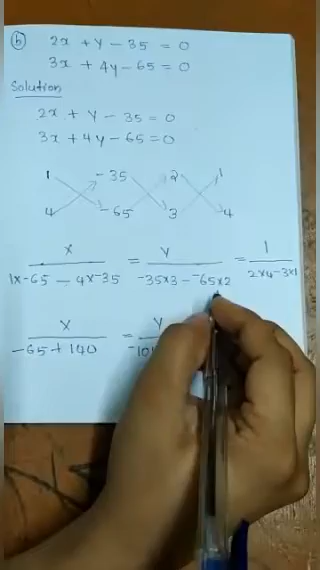 (b) 2x + y - 35 = 0
3x + 4y - 65 = 0
Solution
2x + y - 35 = 0
3x + 4y - 65 = 0
1 -35 2 1
4 -65 3 4
x/(1x-65 - 4x-35) = y/(-35x3 - -65x2) = 1/(2x4-3x1)
x/(-65+140) = y/-10